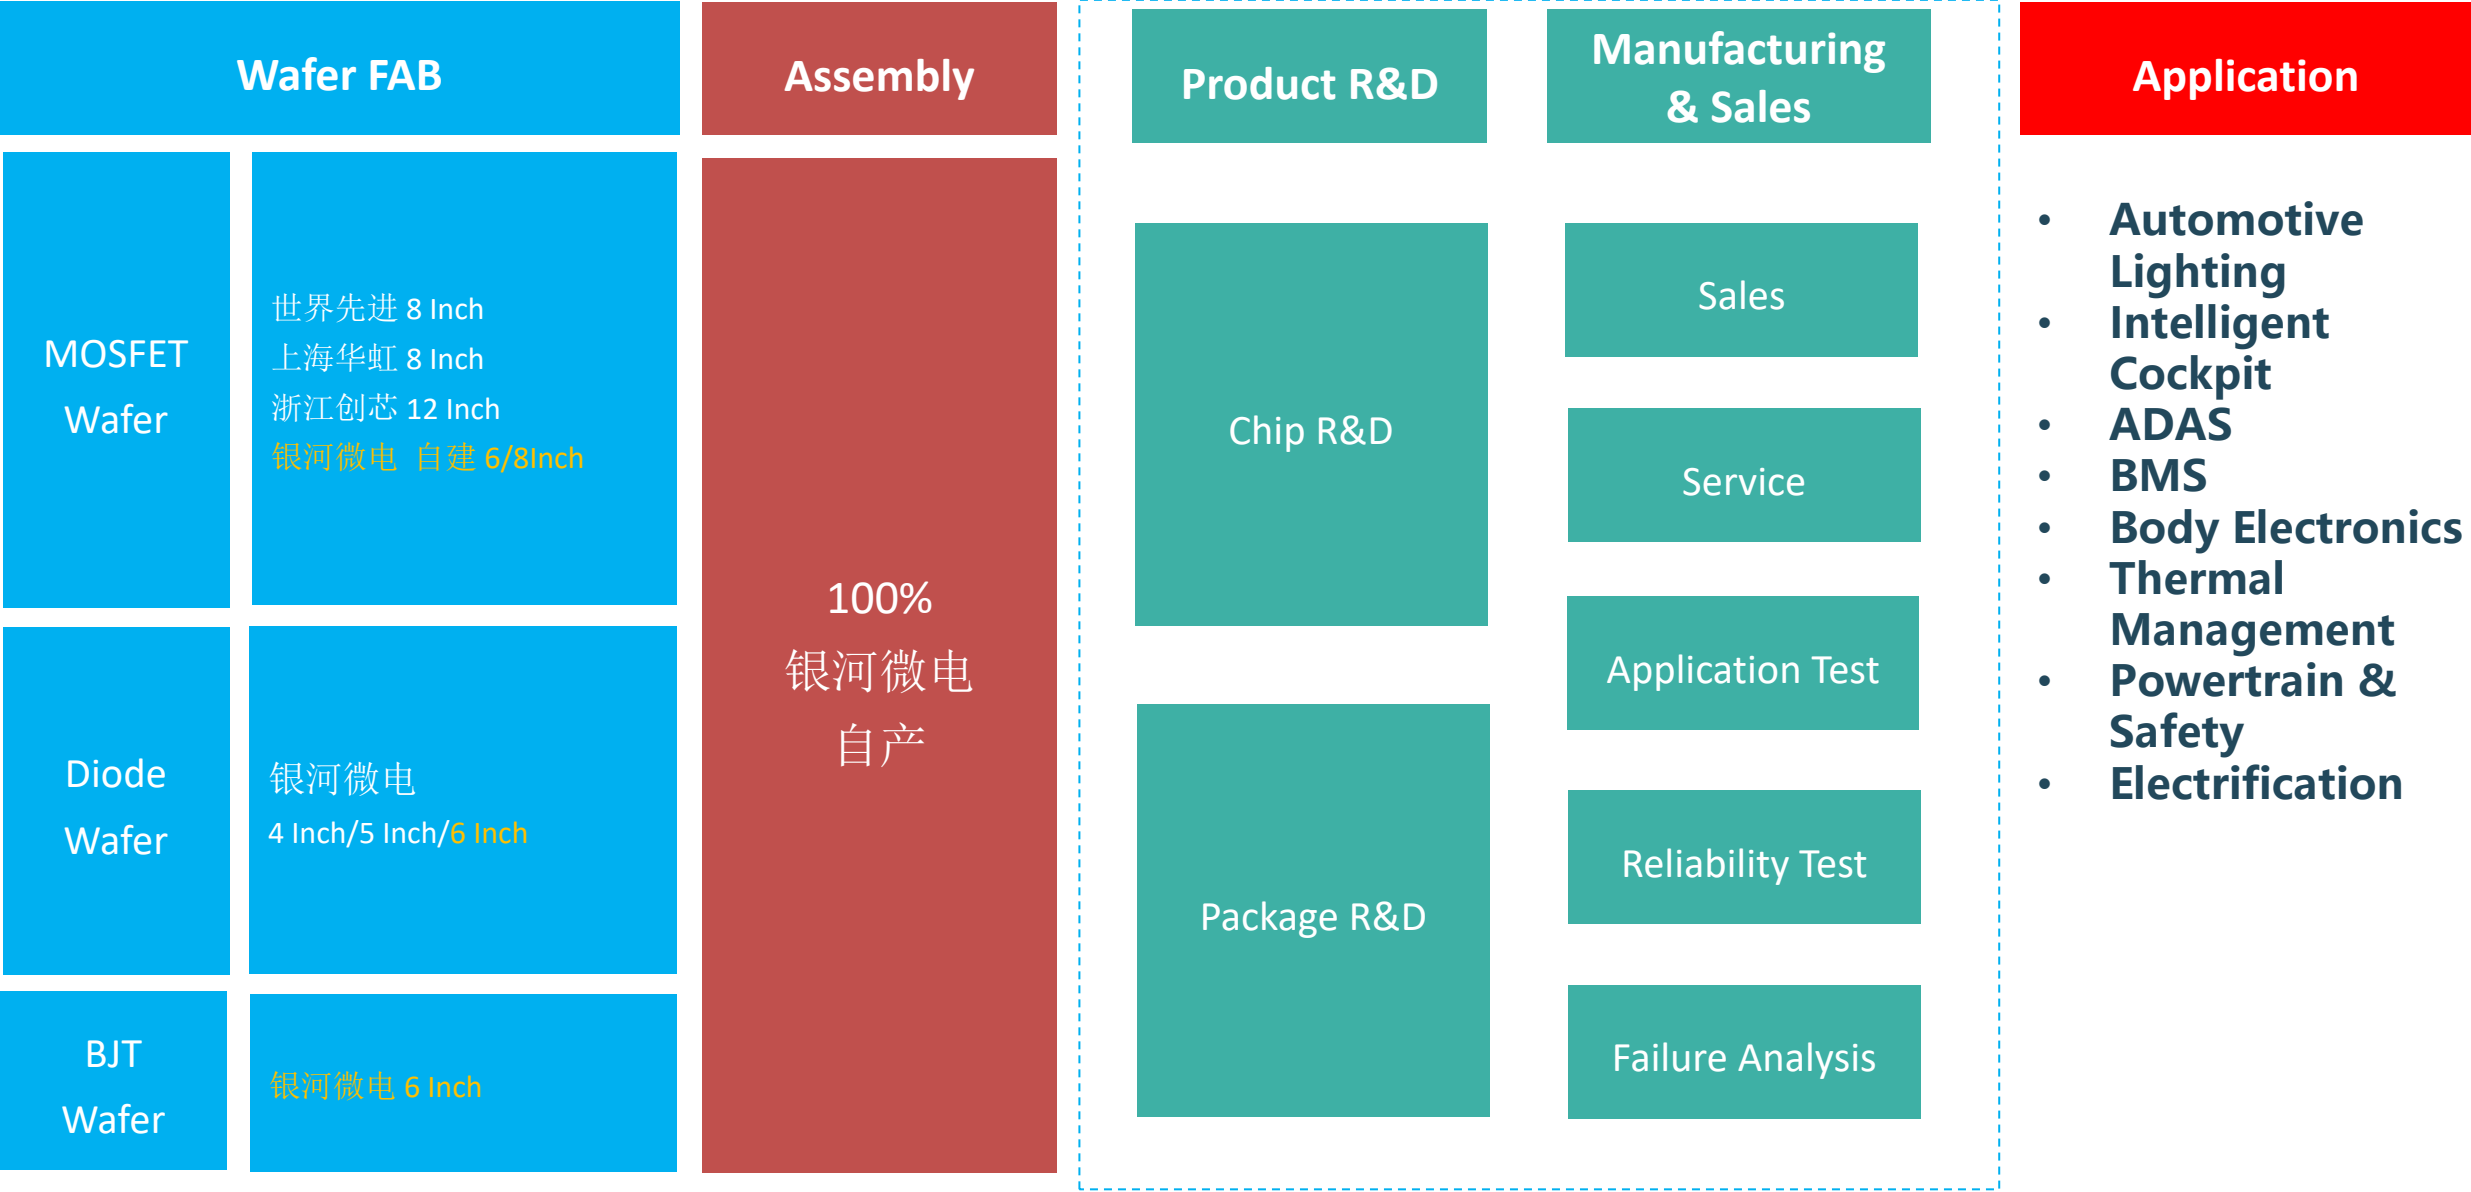 Wafer FAB
Assembly
Product R&D
Manufacturing
& Sales
Application
MOSFET
Wafer
世界先进 8 Inch
上海华虹 8 Inch
浙江创芯 12 Inch
银河微电 自建 6/8Inch
Diode
Wafer
银河微电
4 Inch/5 Inch/6 Inch
BJT
Wafer
银河微电 6 Inch
100%
银河微电
自产
Chip R&D
Package R&D
Sales
Service
Application Test
Reliability Test
Failure Analysis
• Automotive
Lighting
• Intelligent
Cockpit
• ADAS
• BMS
• Body Electronics
• Thermal
Management
• Powertrain &
Safety
• Electrification